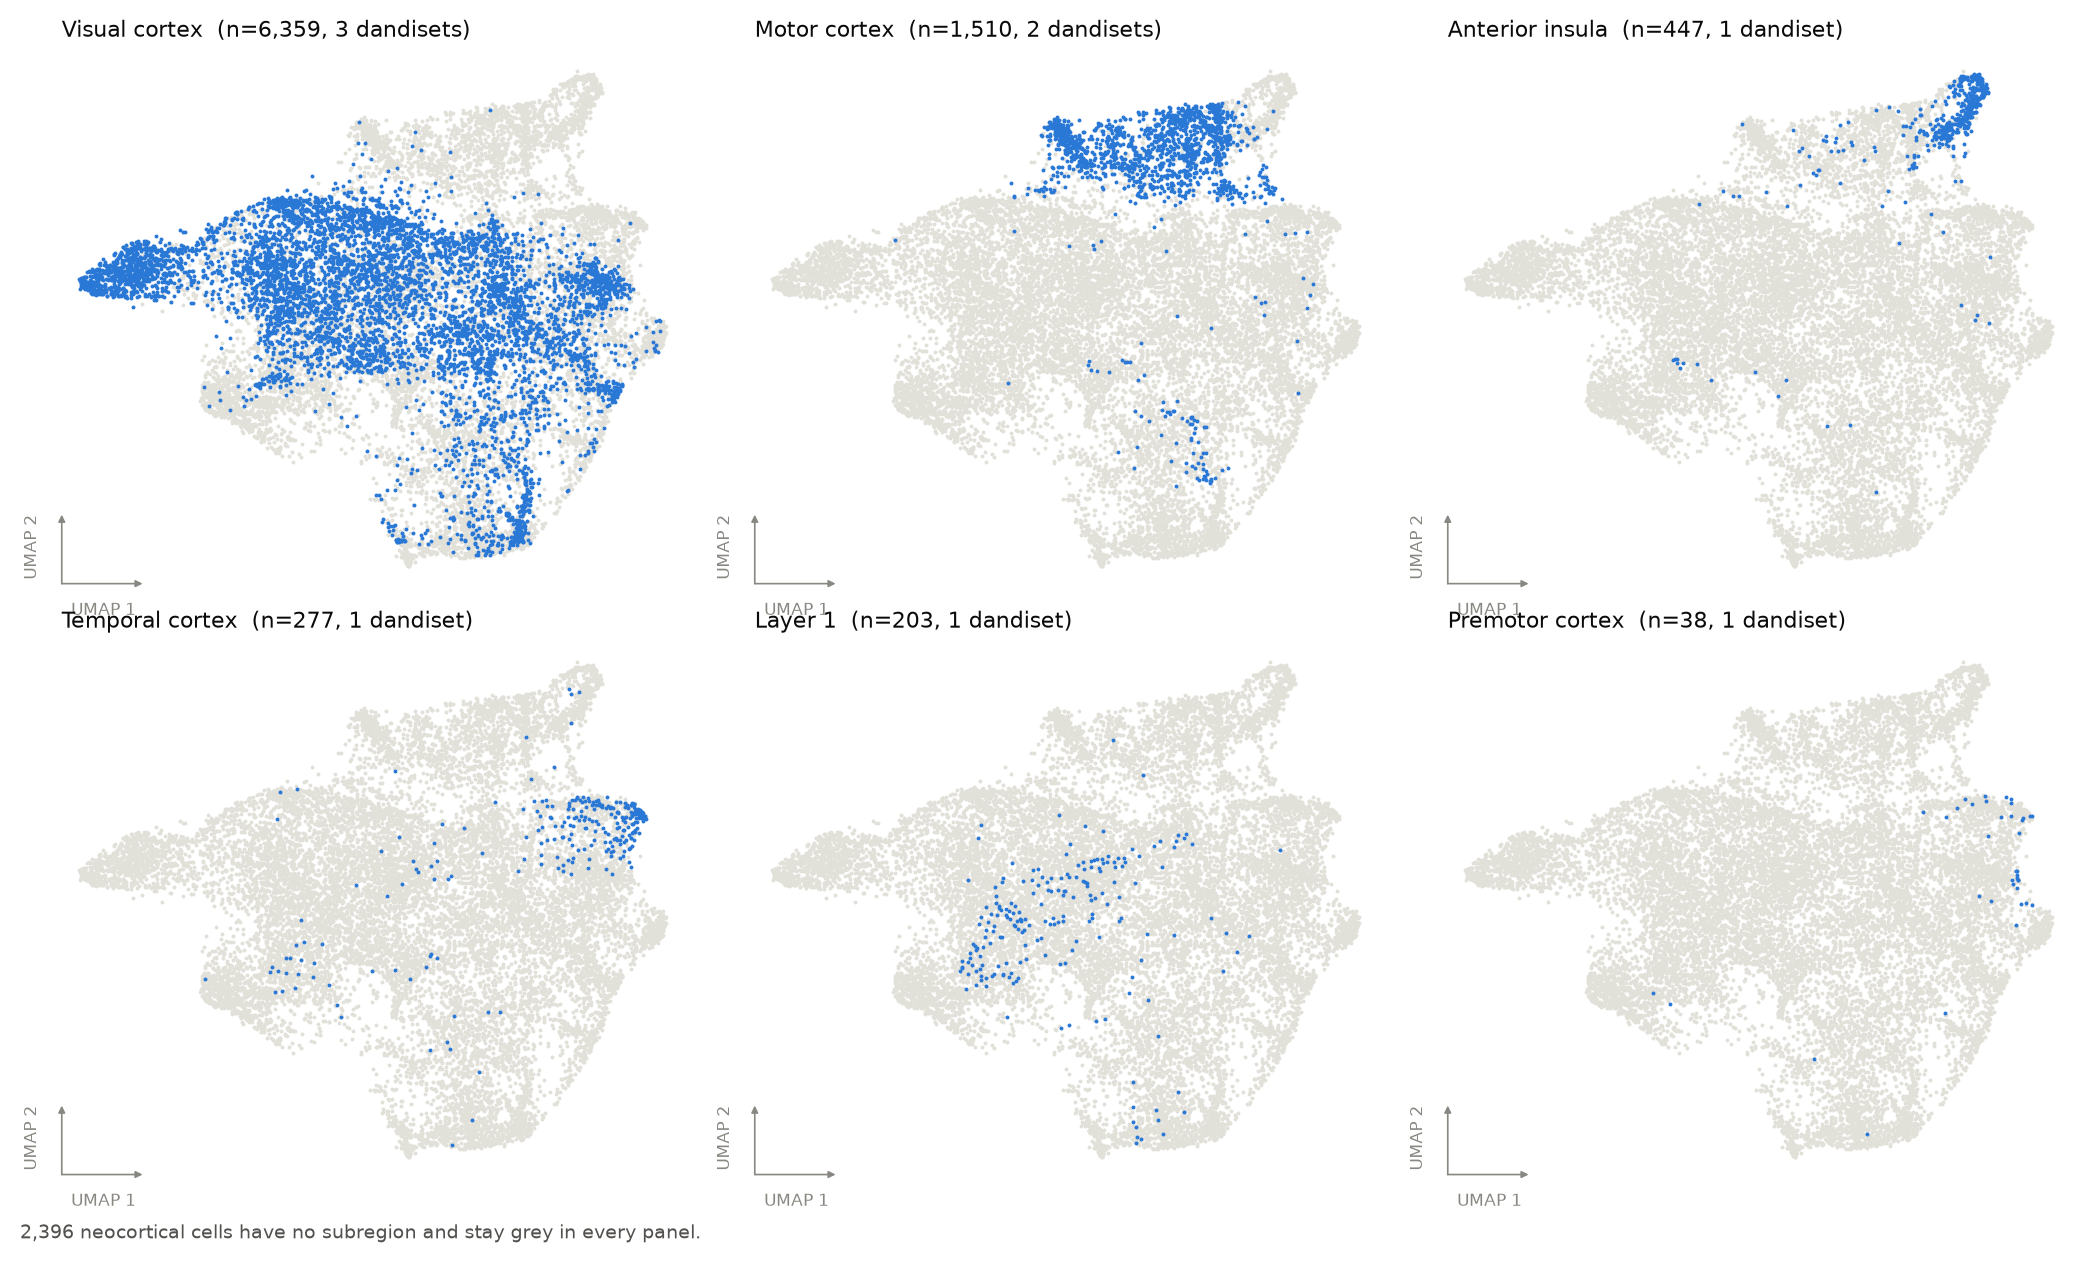 Visual cortex  (n=6,359, 3 dandisets)
Motor cortex  (n=1,510, 2 dandisets)
Anterior insula  (n=447, 1 dandiset)
UMAP 2
UMAP 1
UMAP 2
UMAP 1
UMAP 2
UMAP 1
Temporal cortex  (n=277, 1 dandiset)
Layer 1  (n=203, 1 dandiset)
Premotor cortex  (n=38, 1 dandiset)
UMAP 2
UMAP 1
UMAP 2
UMAP 1
UMAP 2
UMAP 1
2,396 neocortical cells have no subregion and stay grey in every panel.